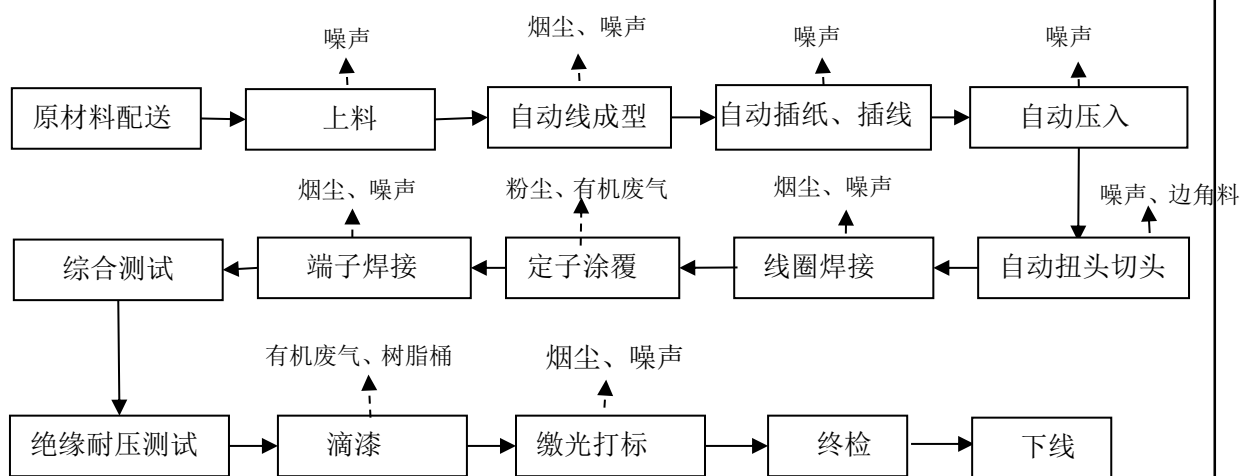 噪声
烟尘、噪声
噪声
噪声
原材料配送
上料
自动线成型
自动插纸、插线
自动压入
烟尘、噪声
粉尘、有机废气
烟尘、噪声
噪声、边角料
综合测试
端子焊接
定子涂覆
线圈焊接
自动扭头切头
有机废气、树脂桶
烟尘、噪声
绝缘耐压测试
滴漆
缴光打标
终检
下线